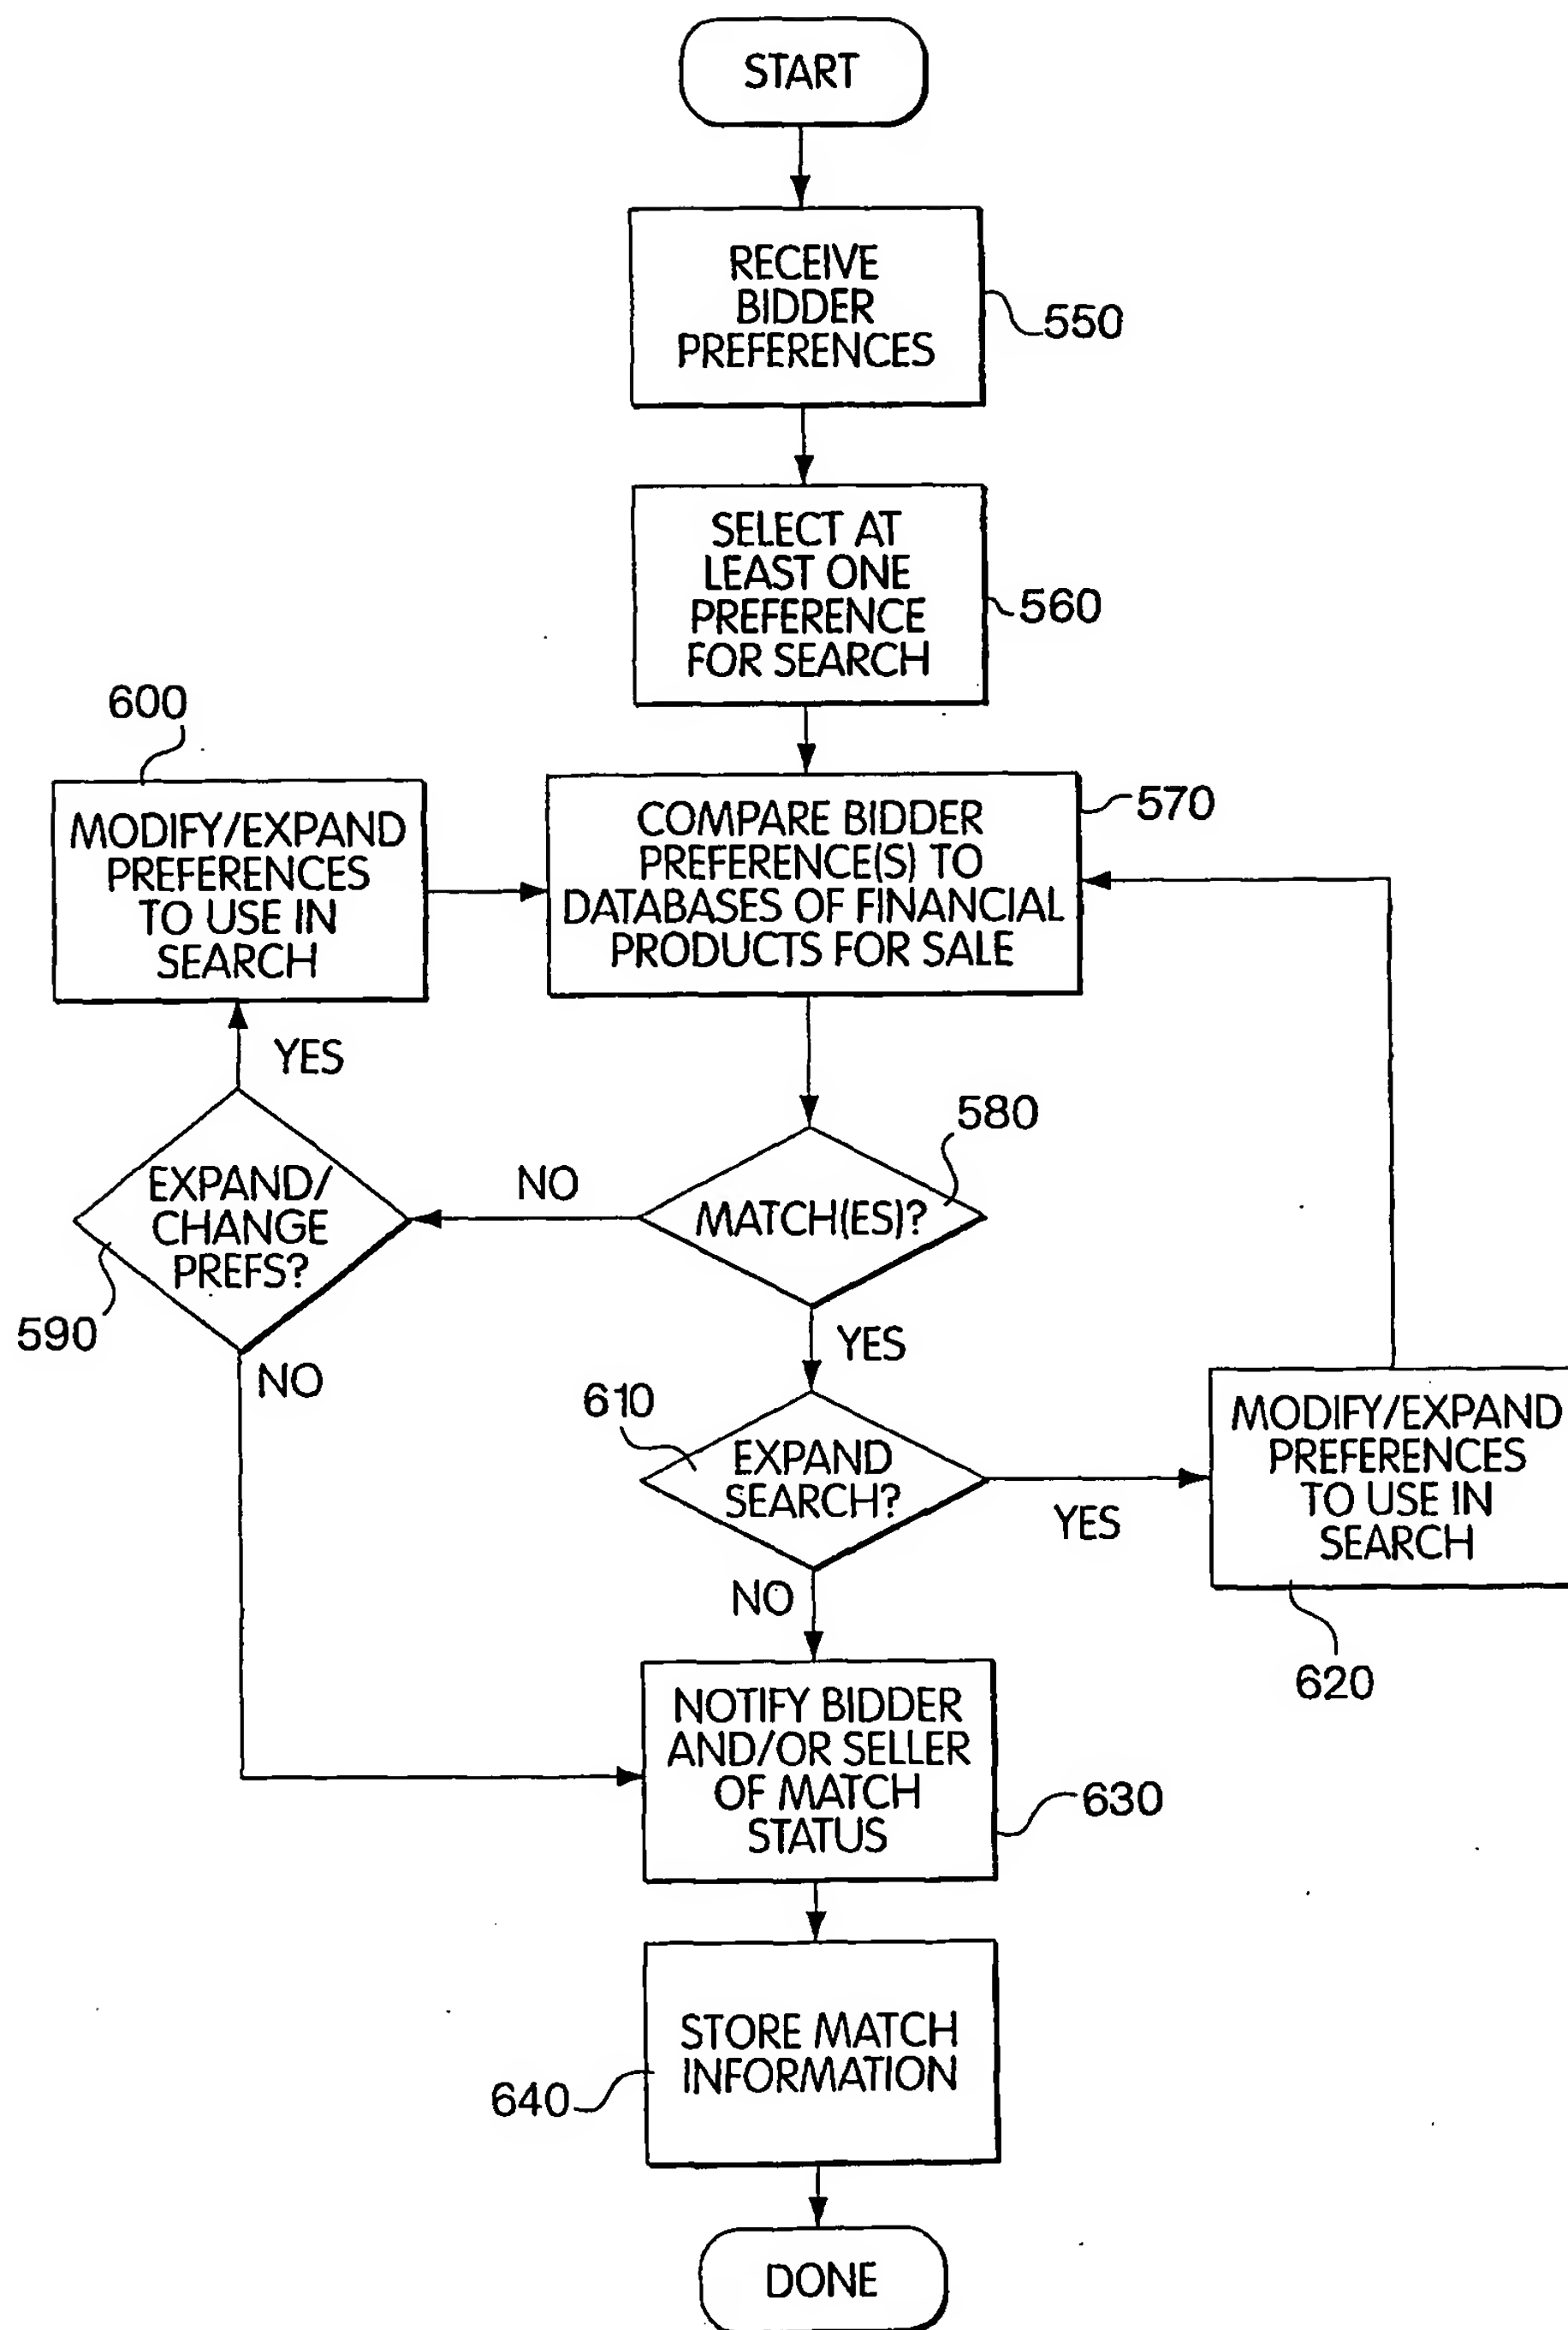 START
RECEIVE
BIDDER
PREFERENCES
550
SELECT AT
LEAST ONE
PREFERENCE
FOR SEARCH
560
600
MODIFY/EXPAND
PREFERENCES
TO USE IN
SEARCH
COMPARE BIDDER
PREFERENCE(S) TO
DATABASES OF FINANCIAL
PRODUCTS FOR SALE
570
YES
580
EXPAND/
CHANGE
PREFS?
NO
MATCH(ES)?
590
NO
YES
610
EXPAND
SEARCH?
YES
MODIFY/EXPAND
PREFERENCES
TO USE IN
SEARCH
620
NO
NOTIFY BIDDER
AND/OR SELLER
OF MATCH
STATUS
630
STORE MATCH
INFORMATION
640
DONE